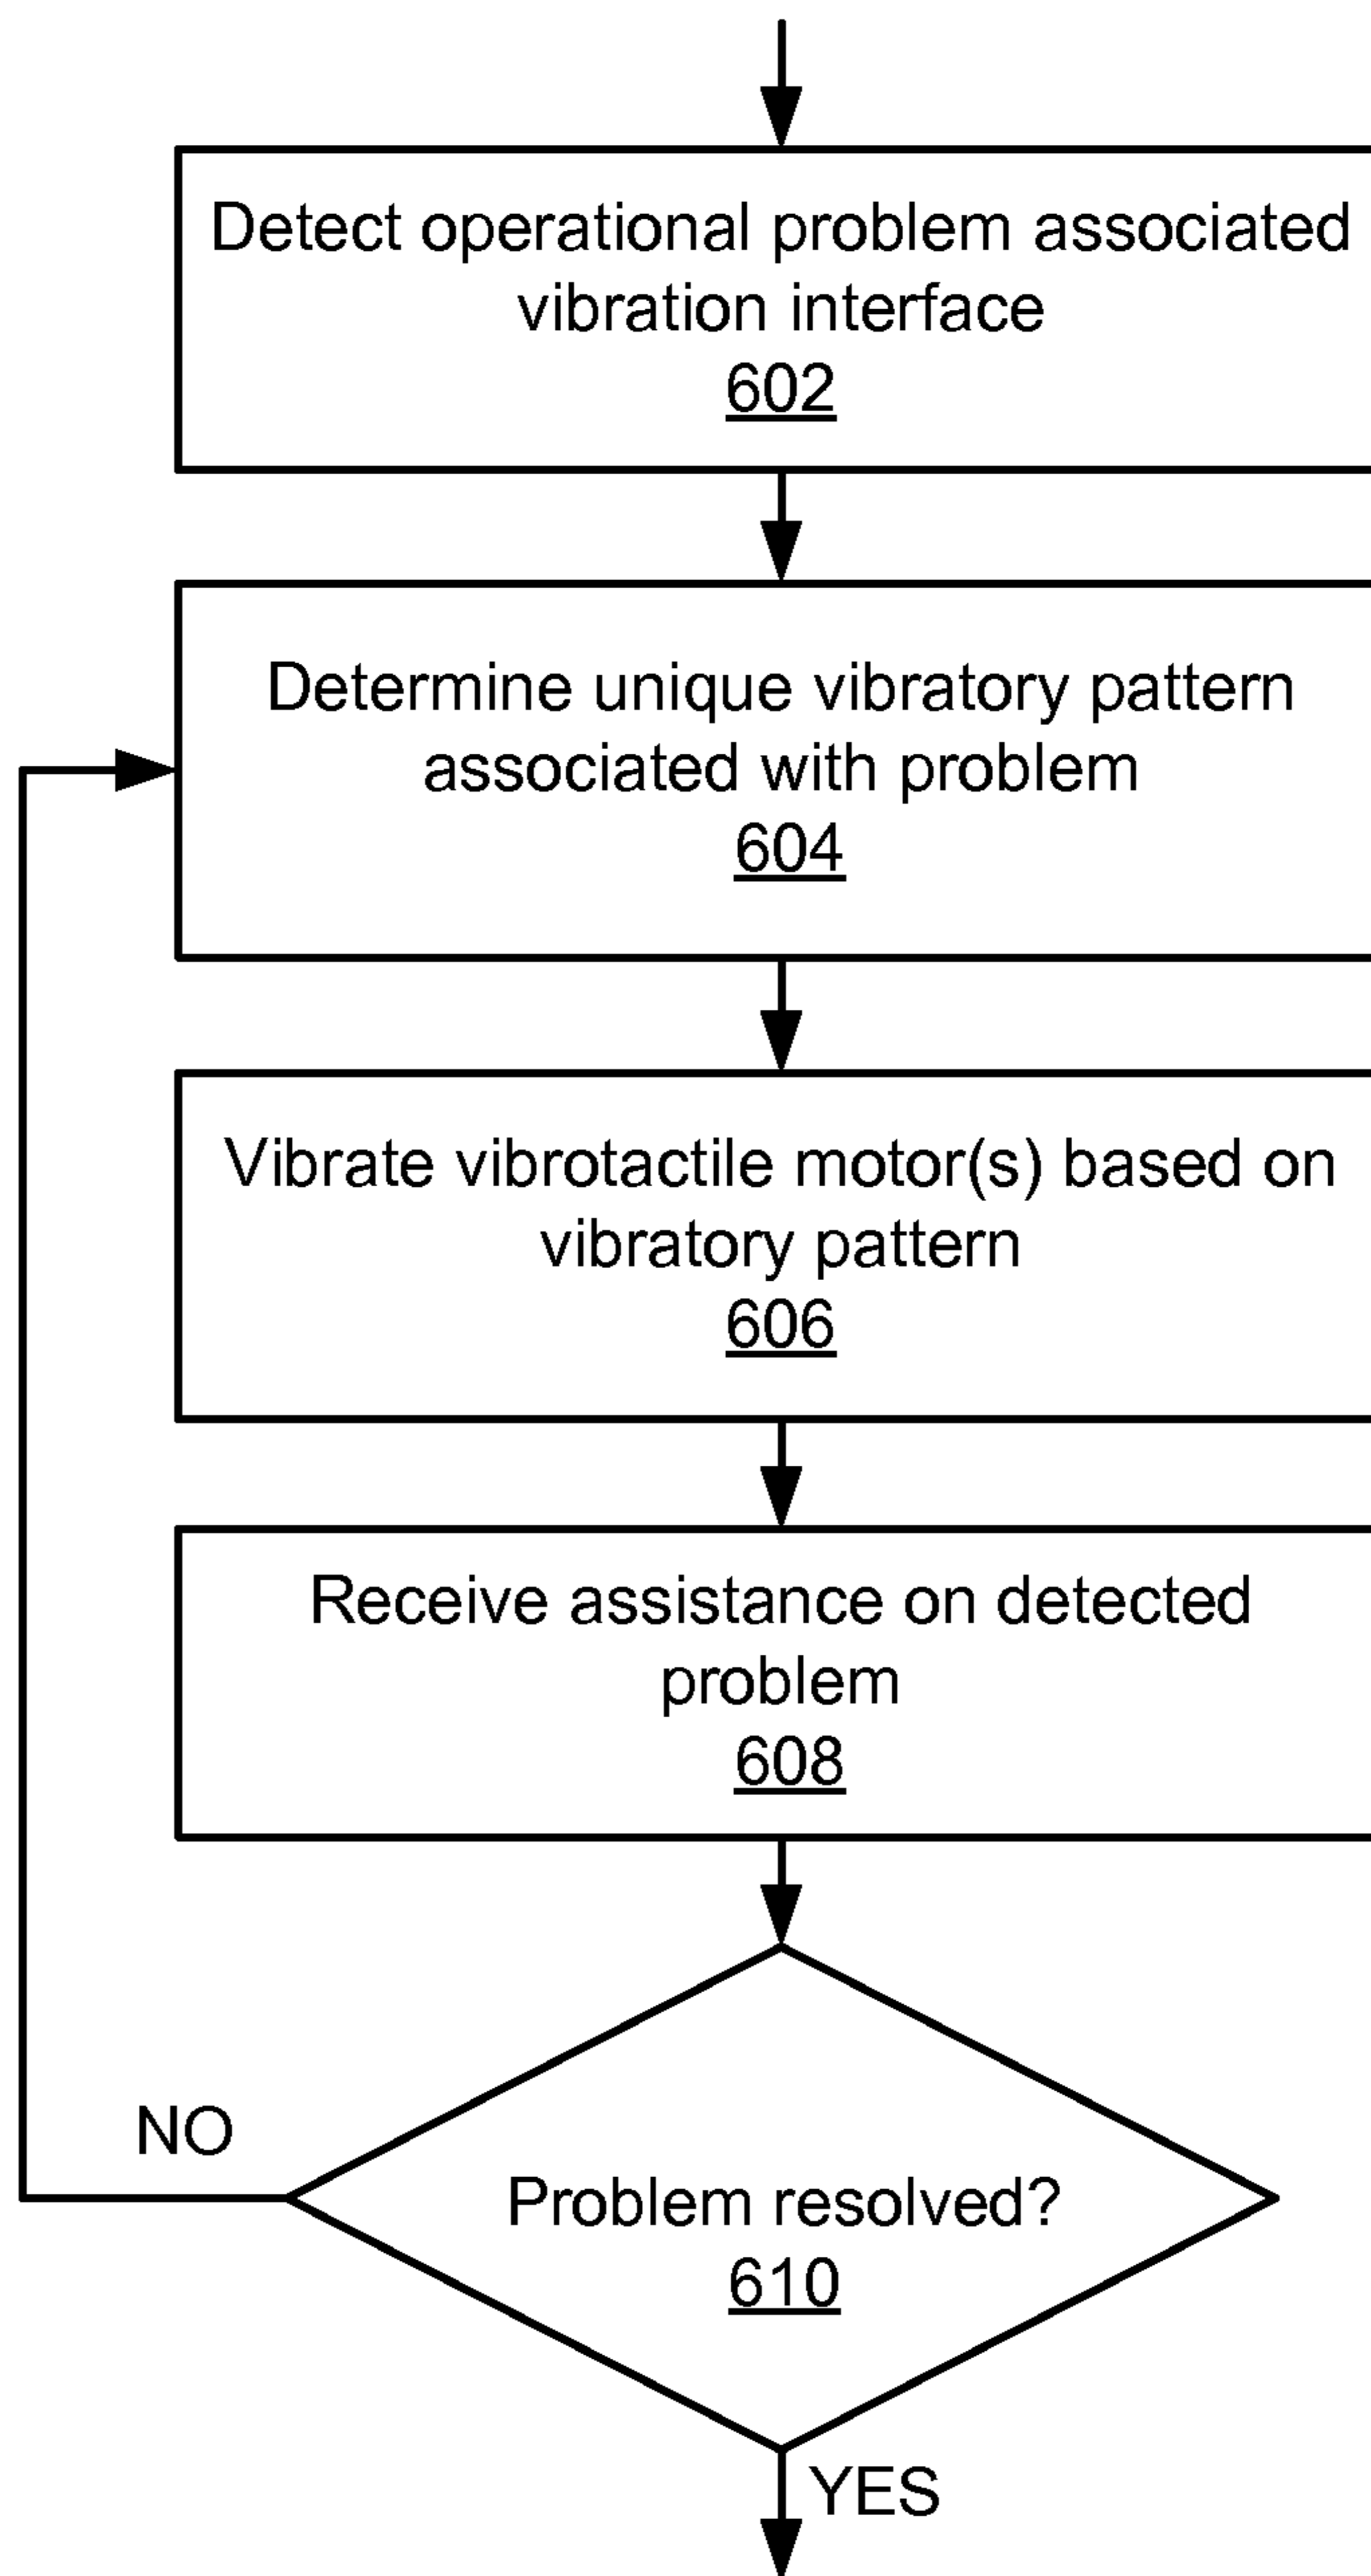 Detect operational problem associated
vibration interface
602
Determine unique vibratory pattern
associated with problem
604
Vibrate vibrotactile motor(s) based on
vibratory pattern
606
Receive assistance on detected
problem
608
NO
Problem resolved?
610
YES